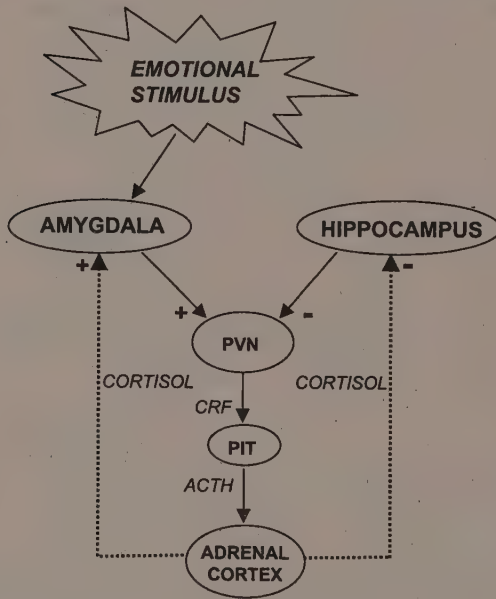 EMOTIONAL
STIMULUS
AMYGDALA
HIPPOCAMPUS
+
-
+
-
PVN
CORTISOL
CORTISOL
CRF
PIT
ACTH
ADRENAL
CORTEX